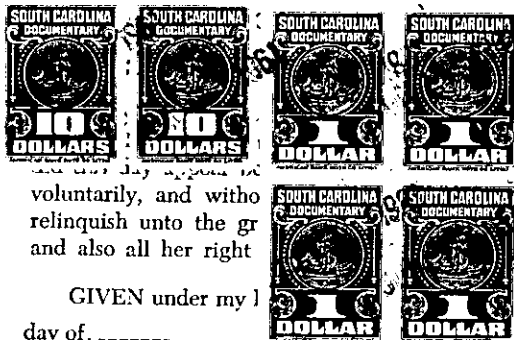 SOUTH CAROLINA SOUTH CAROLINA SOUTH CAROLINA SOUTH CAROLINA
DOCUMENTARY DOCUMENTARY DOCUMENTARY DOCUMENTARY
10 10 1 1
DOLLARS DOLLARS DOLLAR DOLLAR
voluntarily, and witho
relinquish unto the gr
and also all her right
SOUTH CAROLINA SOUTH CAROLINA
DOCUMENTARY DOCUMENTARY
1 1
DOLLAR DOLLAR
GIVEN under my
day of